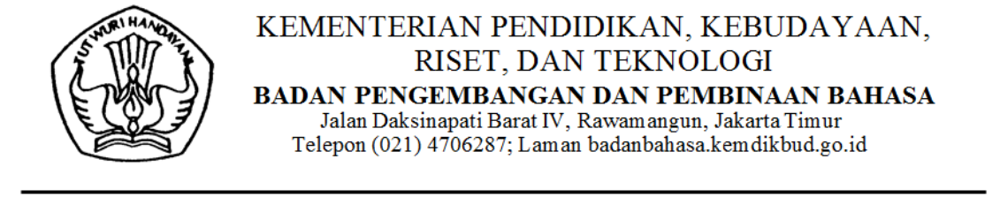 TUT WURI HANDAYANI
KEMENTERIAN PENDIDIKAN, KEBUDAYAAN,
RISET, DAN TEKNOLOGI
BADAN PENGEMBANGAN DAN PEMBINAAN BAHASA
Jalan Daksinapati Barat IV, Rawamangun, Jakarta Timur
Telepon (021) 4706287; Laman badanbahasa.kemdikbud.go.id